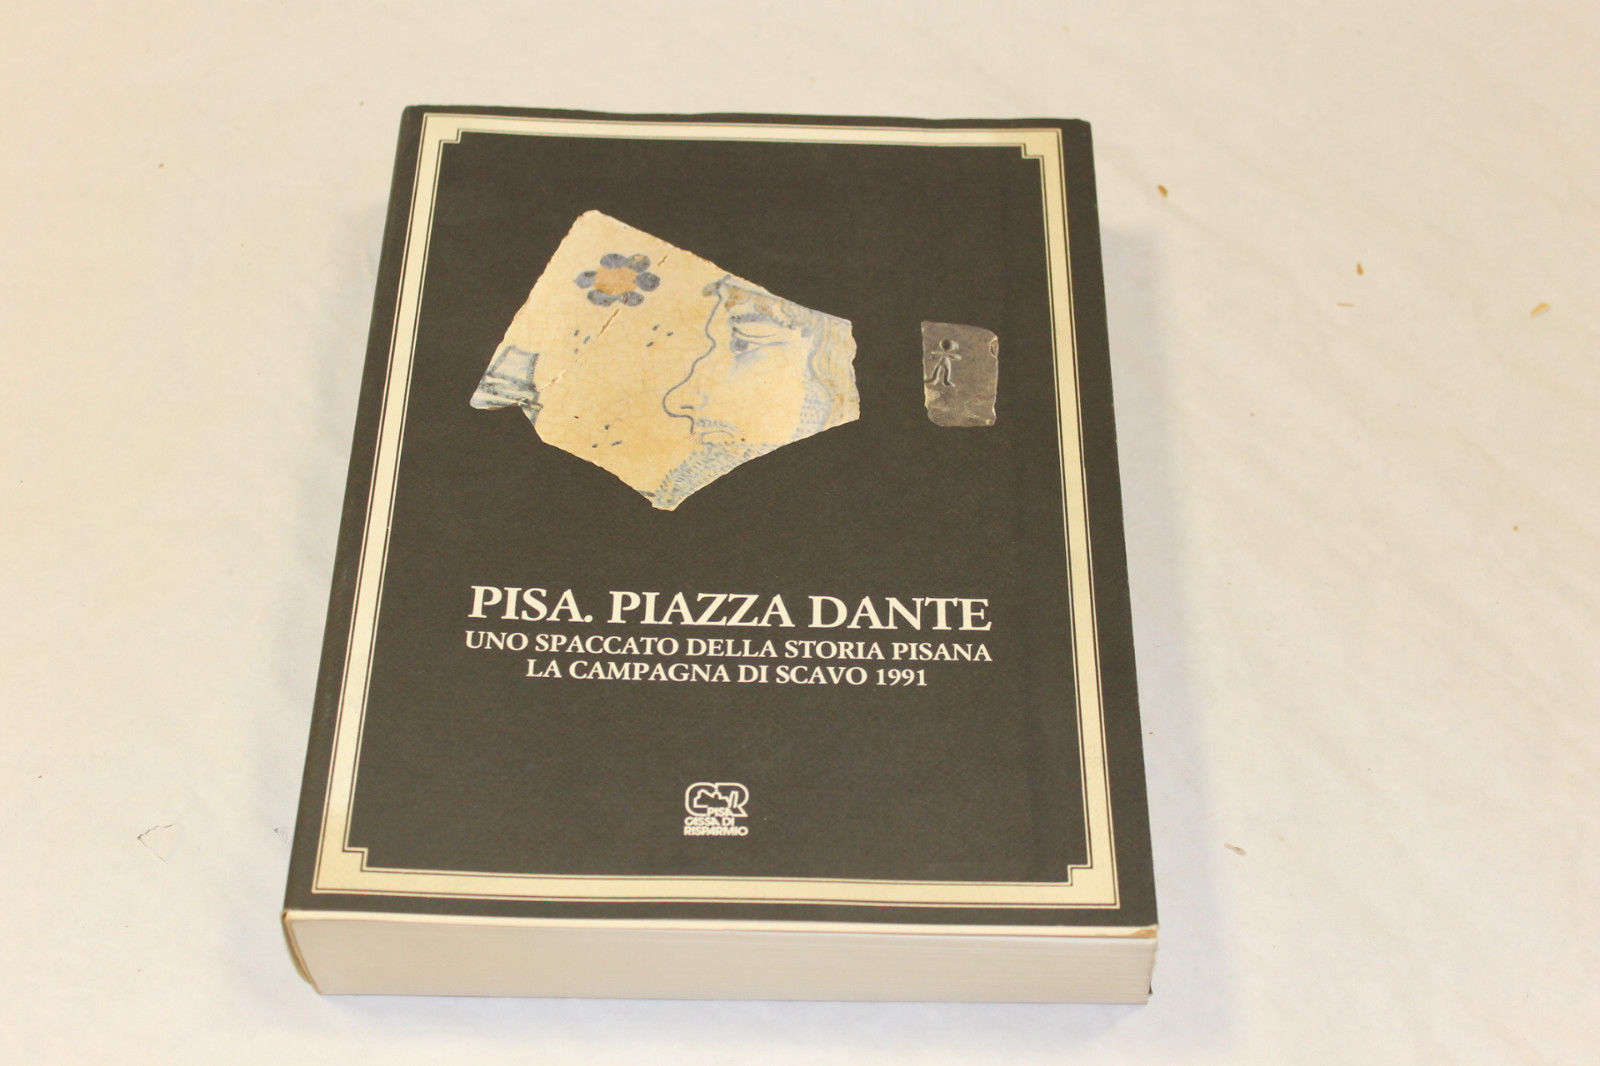 PISA. PIAZZA DANTE
UNO SPACCATO DELLA STORIA PISANA
LA CAMPAGNA DI SCAVO 1991
CR
PISA
CASSA DI
RISPARMIO